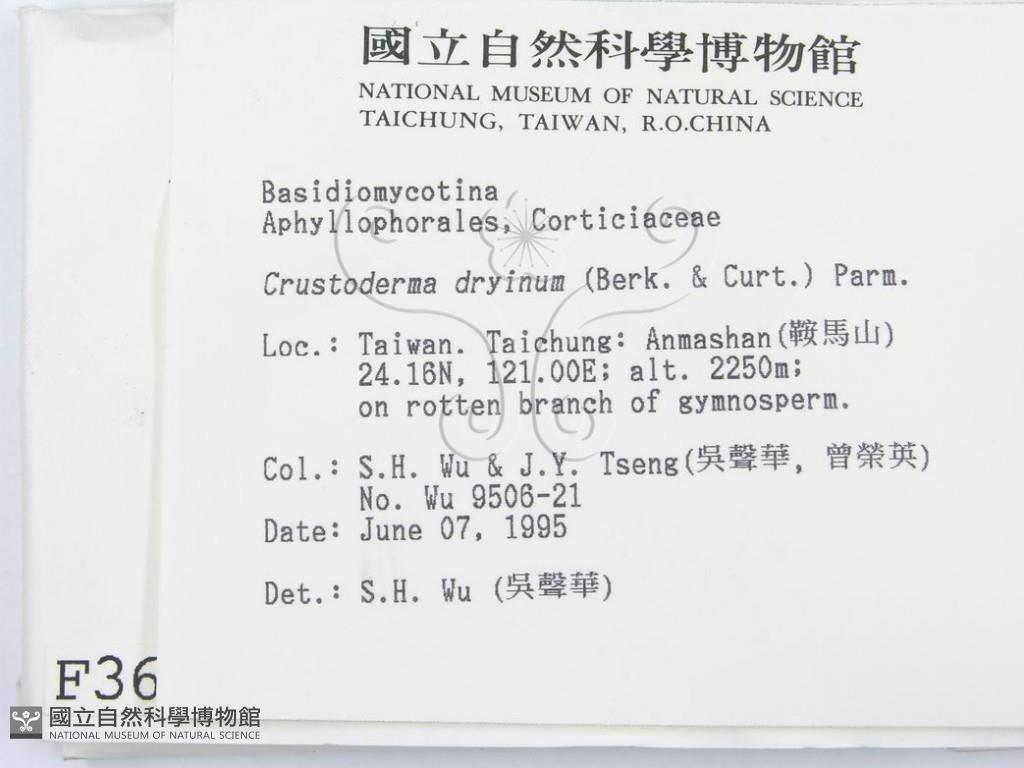 國立自然科學博物館
NATIONAL MUSEUM OF NATURAL SCIENCE
TAICHUNG, TAIWAN, R.O.CHINA
Basidiomycotina
Aphyllophorales, Corticiaceae
Crustoderma dryinum (Berk. & Curt.) Parm.
Loc.: Taiwan. Taichung: Anmashan(鞍馬山)
24.16N, 121.00E; alt. 2250m;
on rotten branch of gymnosperm.
Col.: S.H. Wu & J.Y. Tseng(吳聲華, 曾榮英)
No. Wu 9506-21
Date: June 07, 1995
Det.: S.H. Wu (吳聲華)
F36
國立自然科學博物館
NATIONAL MUSEUM OF NATURAL SCIENCE